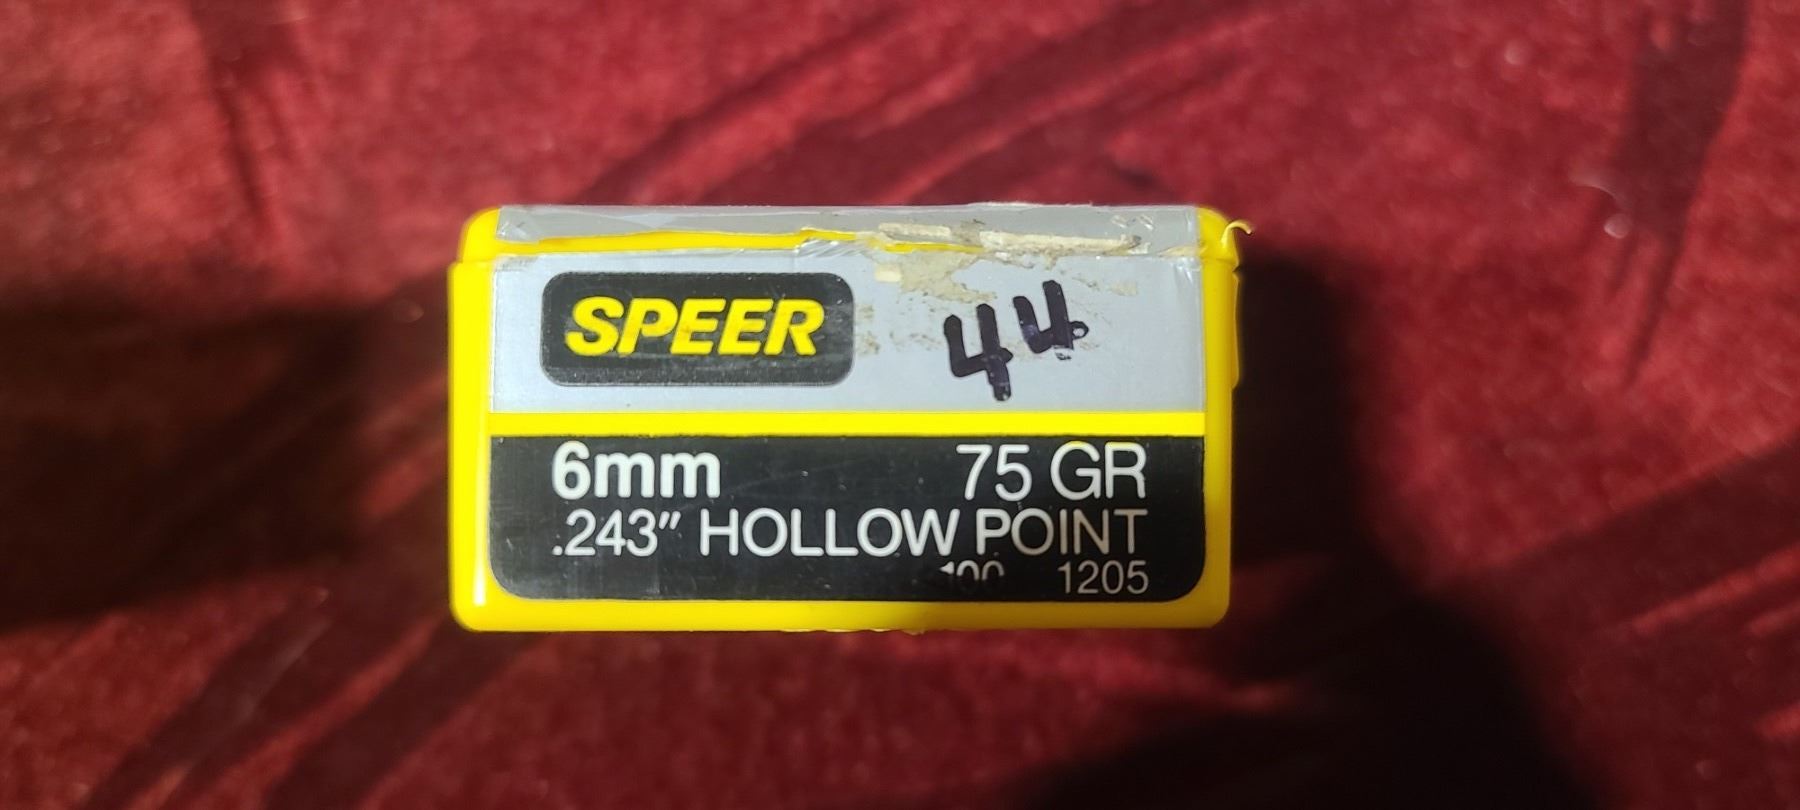 SPEER
44
6mm 75 GR
.243" HOLLOW POINT
100 1205